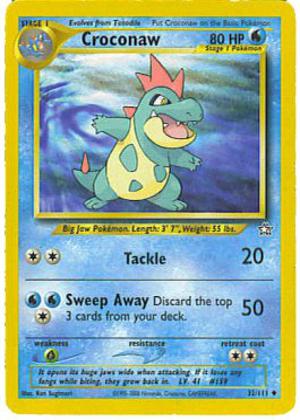 STAGE 1 Evolves from Totodile Put Croconaw on the Basic Pokémon
Croconaw 80 HP
Stage 1 Pokémon
Big Jaw Pokémon. Length: 3' 7", Weight: 55 lbs.
Tackle 20
Sweep Away Discard the top 3 cards from your deck. 50
weakness resistance retreat cost
It opens its huge jaws wide when attacking. If it loses any
fangs while biting, they grow back in. LV. 41 #159
Illus. Ken Sugimori 32/111